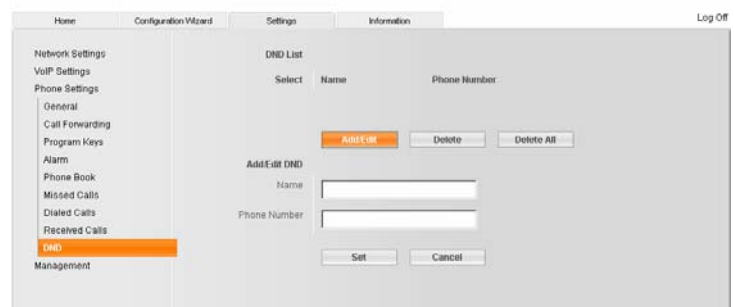 Home Configuration Wizard Settings Information Log Off
Network Settings
VoIP Settings
Phone Settings
General
Call Forwarding
Program Keys
Alarm
Phone Book
Missed Calls
Dialed Calls
Received Calls
DND
Management
DND List
Select Name Phone Number
Add/Edit Delete Delete All
Add/Edit DND
Name
Phone Number
Set Cancel